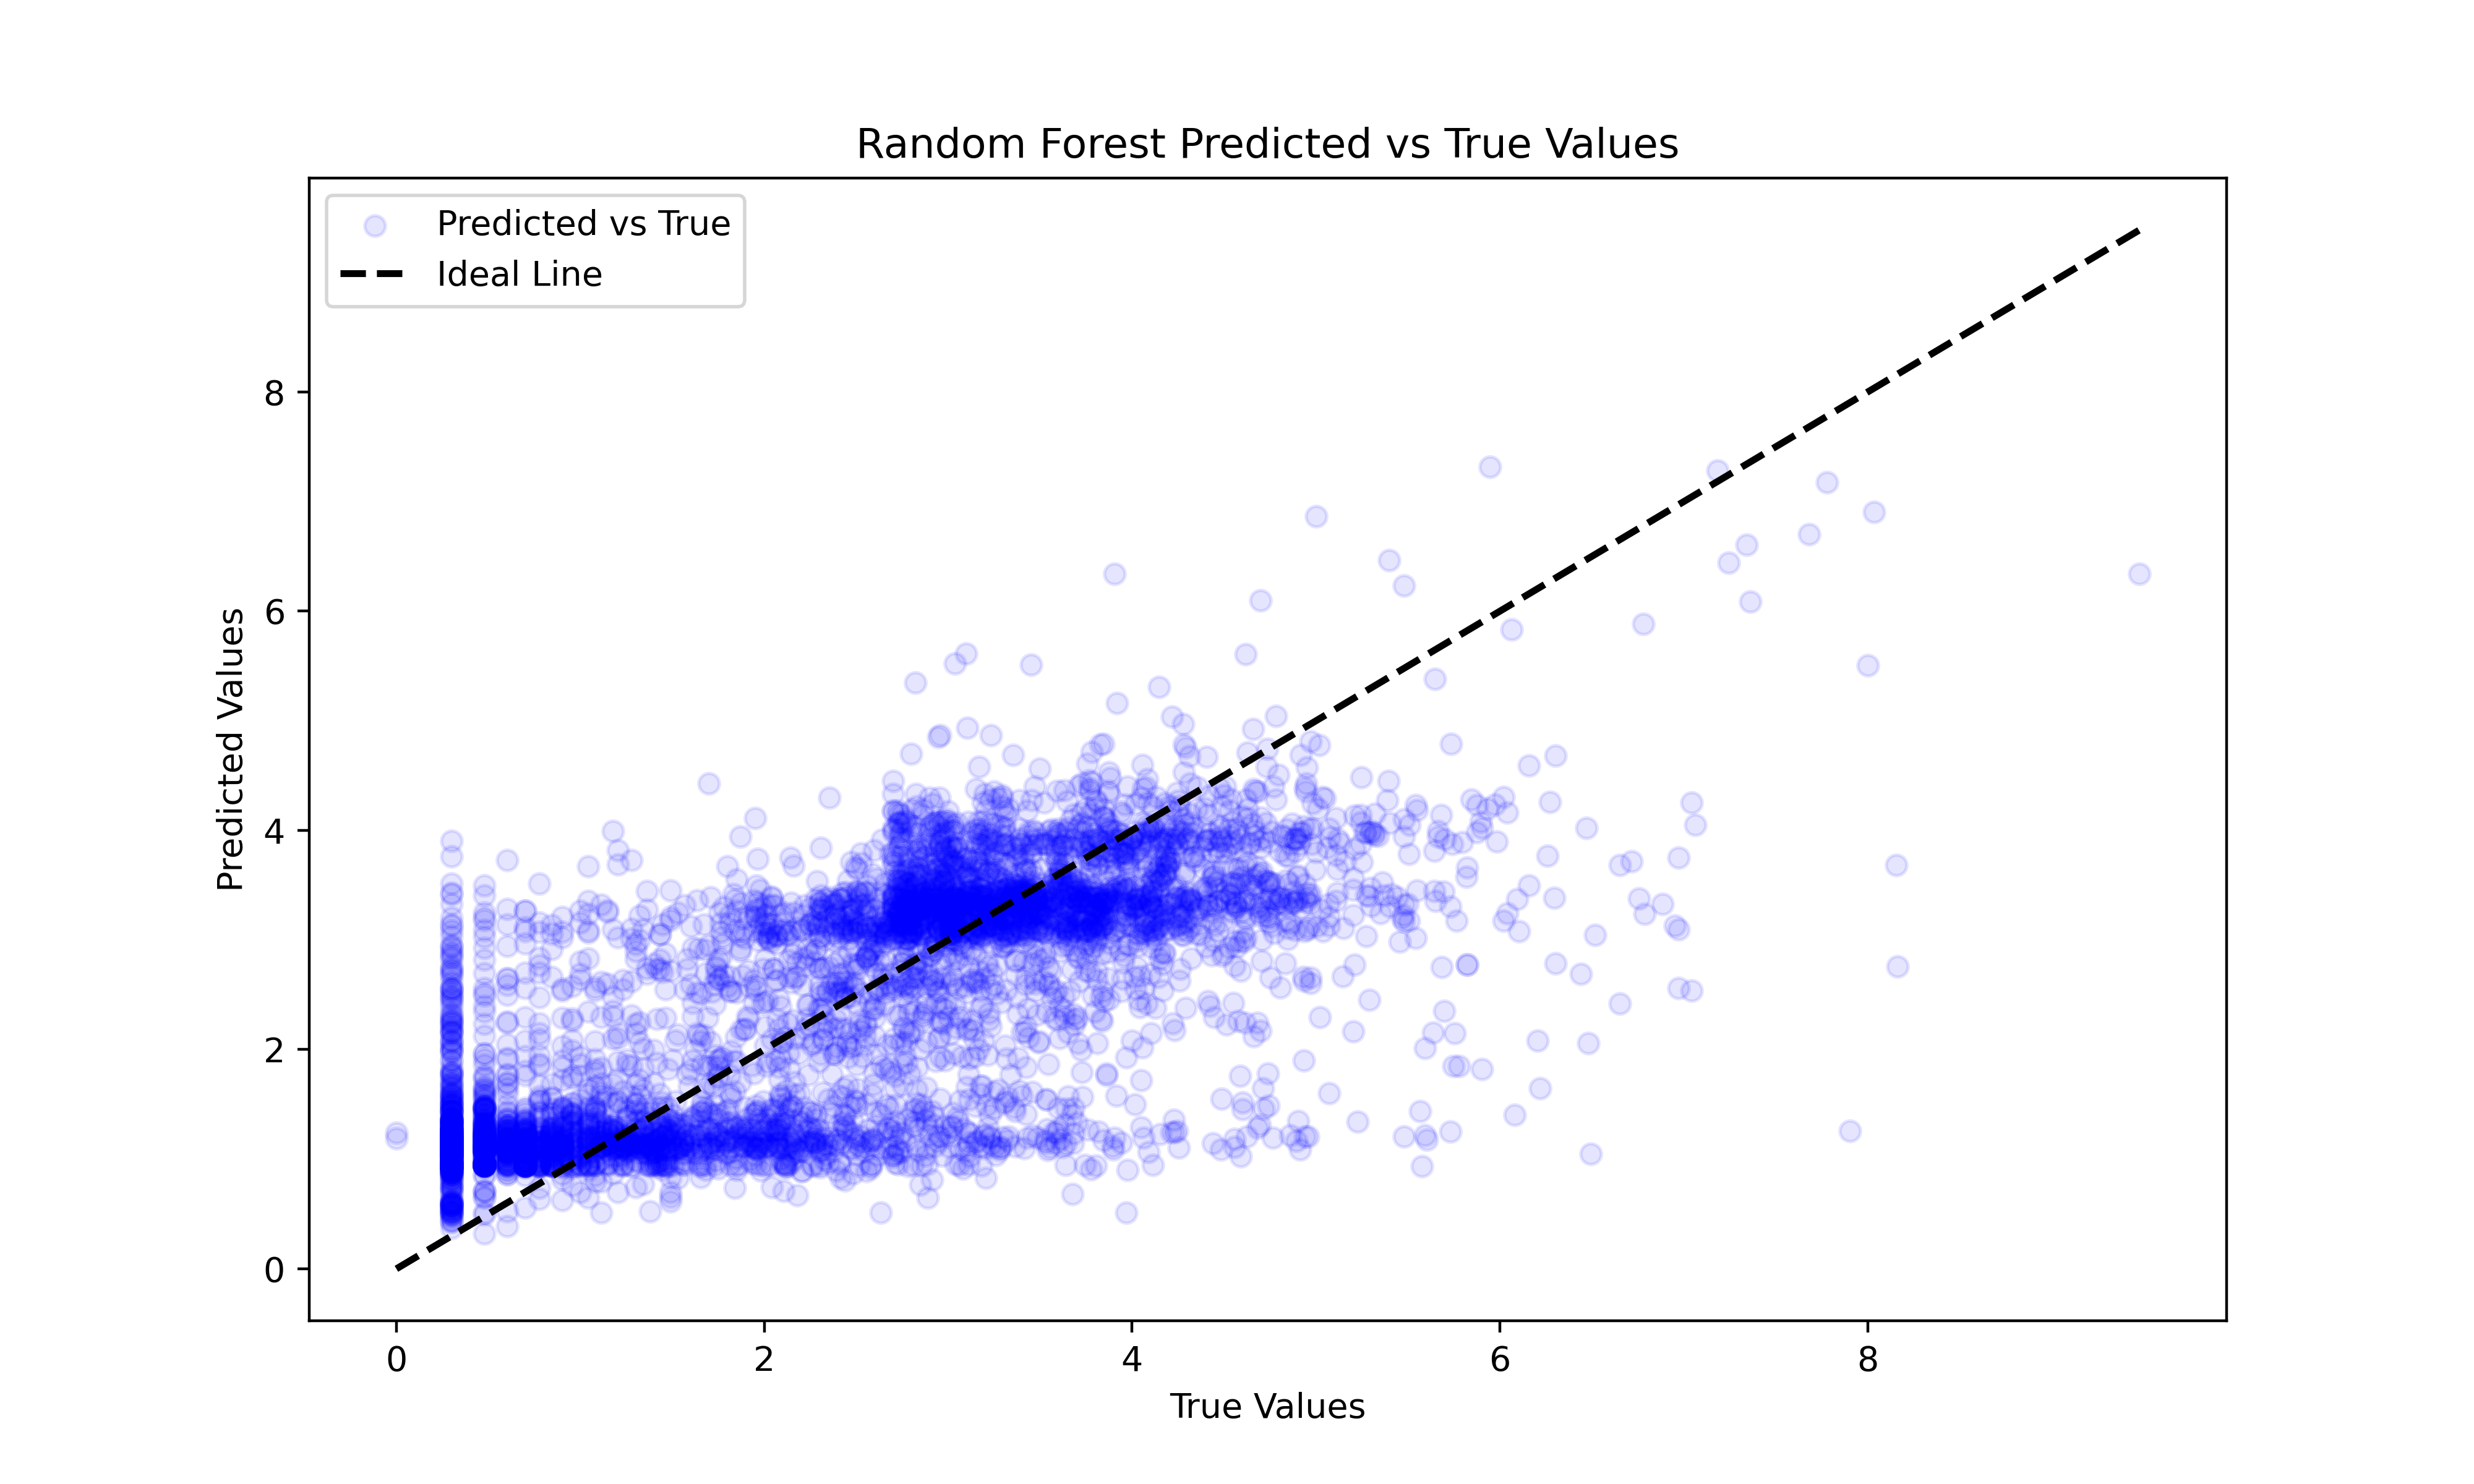 Random Forest Predicted vs True Values
Predicted vs True
Ideal Line
Predicted Values
8
6
4
2
0
0 2 4 6 8
True Values